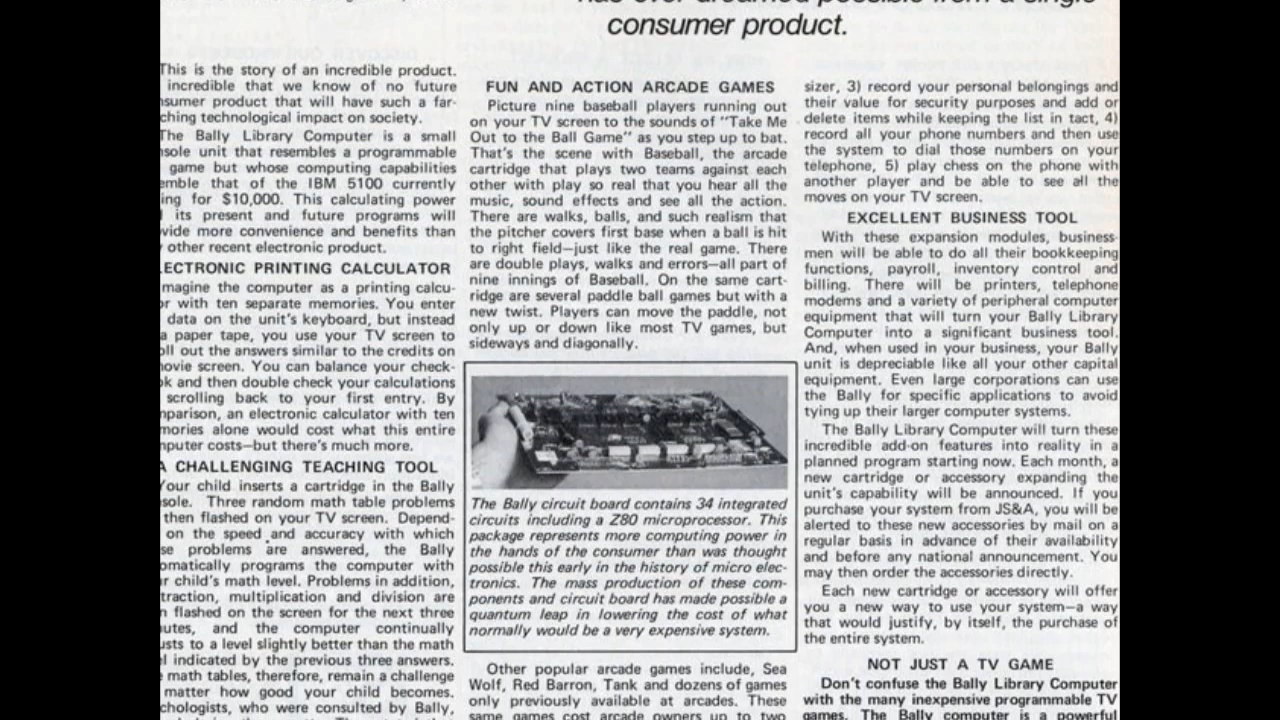 consumer product.
This is the story of an incredible product.
incredible that we know of no future
nsumer product that will have such a far-
ching technological impact on society.
The Bally Library Computer is a small
nsole unit that resembles a programmable
game but whose computing capabilities
emble that of the IBM 5100 currently
ing for $10,000. This calculating power
its present and future programs will
vide more convenience and benefits than
other recent electronic product.
LECTRONIC PRINTING CALCULATOR
magine the computer as a printing calcu-
or with ten separate memories. You enter
data on the unit's keyboard, but instead
a paper tape, you use your TV screen to
oll out the answers similar to the credits on
ovie screen. You can balance your check-
ok and then double check your calculations
scrolling back to your first entry. By
mparison, an electronic calculator with ten
mories alone would cost what this entire
mputer costs—but there's much more.
A CHALLENGING TEACHING TOOL
Your child inserts a cartridge in the Bally
sole. Three random math table problems
then flashed on your TV screen. Depend-
on the speed and accuracy with which
se problems are answered, the Bally
omatically programs the computer with
r child's math level. Problems in addition,
traction, multiplication and division are
n flashed on the screen for the next three
utes, and the computer continually
usts to a level slightly better than the math
l indicated by the previous three answers.
math tables, therefore, remain a challenge
matter how good your child becomes.
chologists, who were consulted by Bally,
FUN AND ACTION ARCADE GAMES
Picture nine baseball players running out
on your TV screen to the sounds of "Take Me
Out to the Ball Game" as you step up to bat.
That's the scene with Baseball, the arcade
cartridge that plays two teams against each
other with play so real that you hear all the
music, sound effects and see all the action.
There are walks, balls, and such realism that
the pitcher covers first base when a ball is hit
to right field—just like the real game. There
are double plays, walks and errors—all part of
nine innings of Baseball. On the same cart-
ridge are several paddle ball games but with a
new twist. Players can move the paddle, not
only up or down like most TV games, but
sideways and diagonally.
The Bally circuit board contains 34 integrated
circuits including a Z80 microprocessor. This
package represents more computing power in
the hands of the consumer than was thought
possible this early in the history of micro elec-
tronics. The mass production of these com-
ponents and circuit board has made possible a
quantum leap in lowering the cost of what
normally would be a very expensive system.
Other popular arcade games include, Sea
Wolf, Red Barron, Tank and dozens of games
only previously available at arcades. These
same games cost arcade owners up to two
sizer, 3) record your personal belongings and
their value for security purposes and add or
delete items while keeping the list in tact, 4)
record all your phone numbers and then use
the system to dial those numbers on your
telephone, 5) play chess on the phone with
another player and be able to see all the
moves on your TV screen.
EXCELLENT BUSINESS TOOL
With these expansion modules, business-
men will be able to do all their bookkeeping
functions, payroll, inventory control and
billing. There will be printers, telephone
modems and a variety of peripheral computer
equipment that will turn your Bally Library
Computer into a significant business tool.
And, when used in your business, your Bally
unit is depreciable like all your other capital
equipment. Even large corporations can use
the Bally for specific applications to avoid
tying up their larger computer systems.
The Bally Library Computer will turn these
incredible add-on features into reality in a
planned program starting now. Each month, a
new cartridge or accessory expanding the
unit's capability will be announced. If you
purchase your system from JS&A, you will be
alerted to these new accessories by mail on a
regular basis in advance of their availability
and before any national announcement. You
may then order the accessories directly.
Each new cartridge or accessory will offer
you a new way to use your system—a way
that would justify, by itself, the purchase of
the entire system.
NOT JUST A TV GAME
Don't confuse the Bally Library Computer
with the many inexpensive programmable TV
games. The Bally computer is a powerful